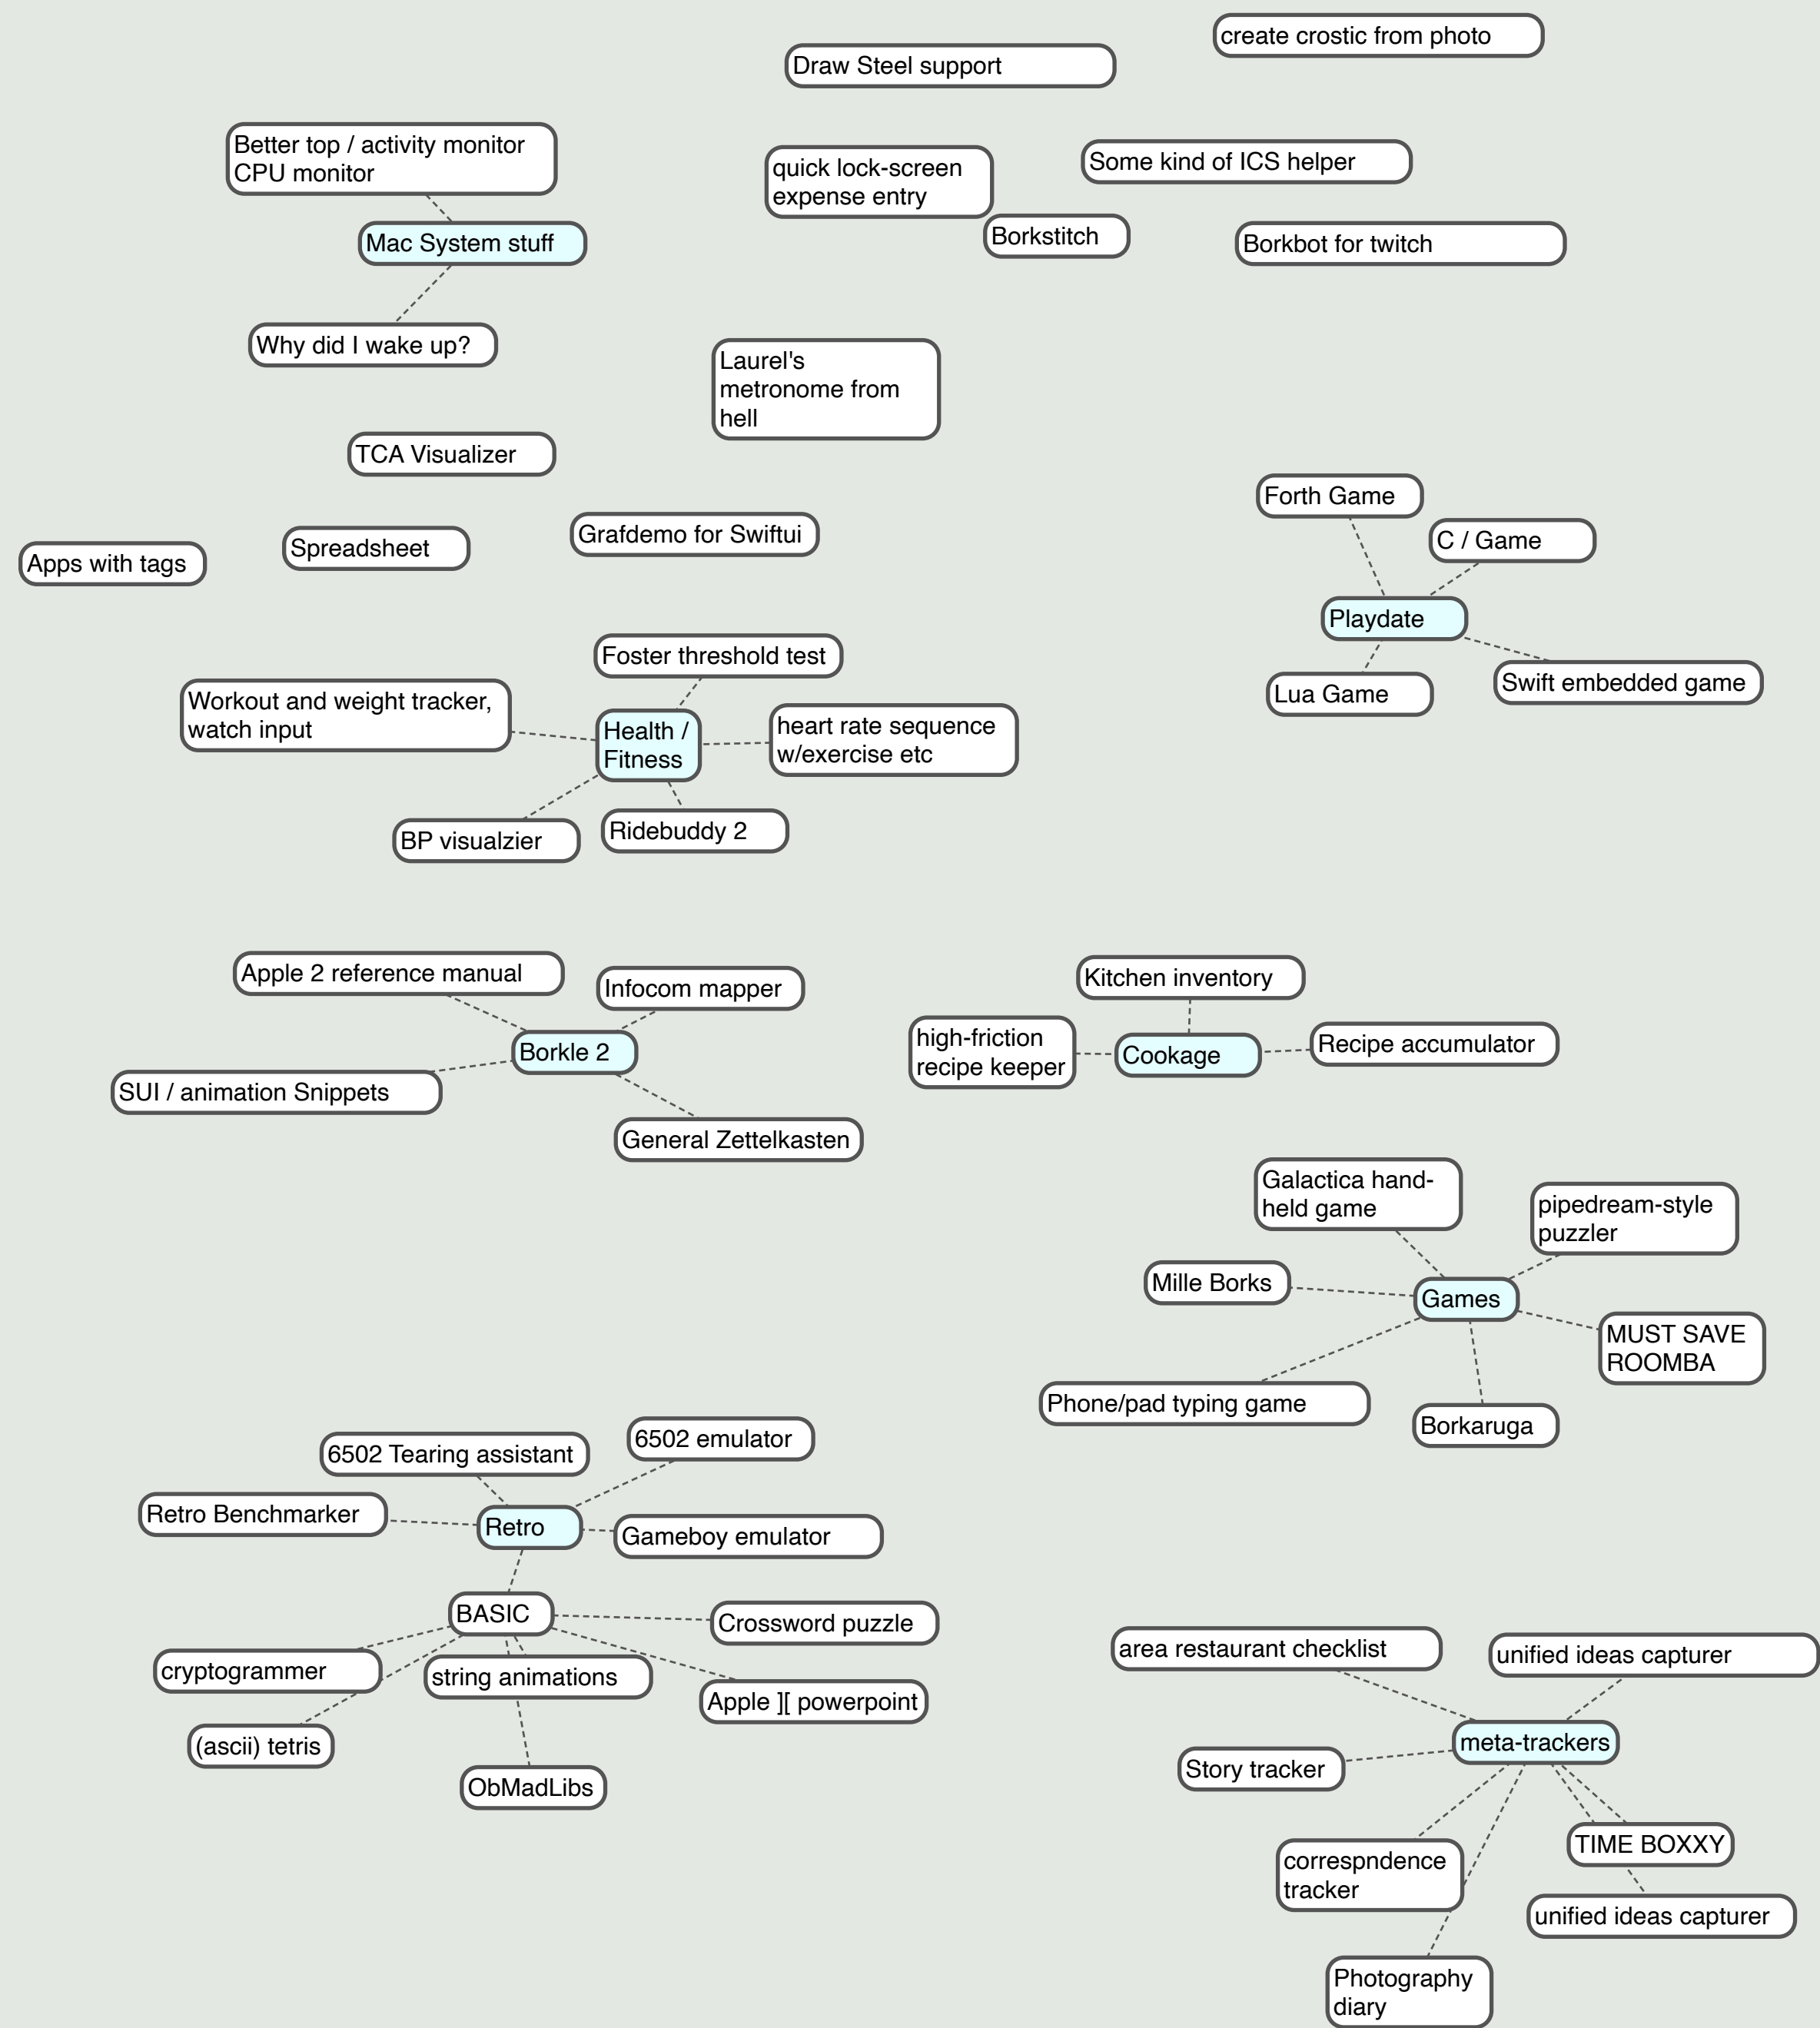 create crostic from photo
Draw Steel support
Better top / activity monitor
CPU monitor
quick lock-screen
expense entry
Some kind of ICS helper
Mac System stuff
Borkstitch
Borkbot for twitch
Why did I wake up?
Laurel's
metronome from
hell
TCA Visualizer
Forth Game
Grafdemo for Swiftui
C / Game
Spreadsheet
Apps with tags
Playdate
Foster threshold test
Swift embedded game
Lua Game
Workout and weight tracker,
watch input
Health /
Fitness
heart rate sequence
w/exercise etc
BP visualzier
Ridebuddy 2
Apple 2 reference manual
Infocom mapper
Kitchen inventory
Borkle 2
high-friction
recipe keeper
Cookage
Recipe accumulator
SUI / animation Snippets
General Zettelkasten
Galactica hand-
held game
pipedream-style
puzzler
Mille Borks
Games
MUST SAVE
ROOMBA
Phone/pad typing game
Borkaruga
6502 Tearing assistant
6502 emulator
Retro Benchmarker
Retro
Gameboy emulator
BASIC
Crossword puzzle
cryptogrammer
string animations
Apple ][ powerpoint
(ascii) tetris
ObMadLibs
area restaurant checklist
unified ideas capturer
meta-trackers
Story tracker
TIME BOXXY
correspndence
tracker
unified ideas capturer
Photography
diary